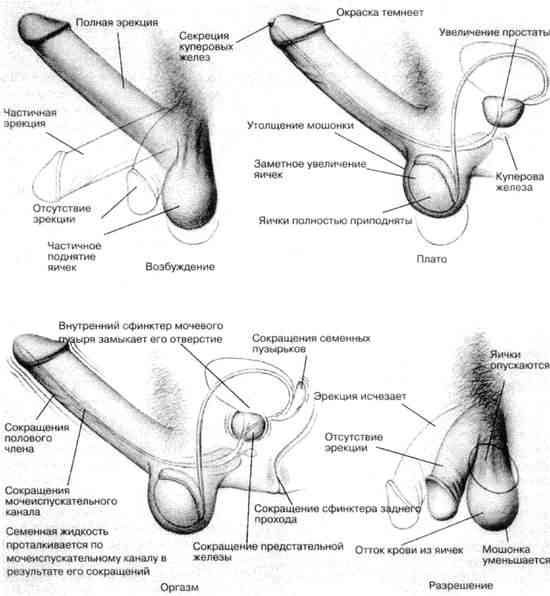 Полная эрекция
Частичная
эрекция
Отсутствие
эрекции
Частичное
поднятие
яичек
Возбуждение
Секреция
куперовых
желез
Окраска темнеет
Увеличение простаты
Утолщение мошонки
Заметное увеличение
яичек
Яички полностью приподняты
Куперова
железа
Плато
Внутренний сфинктер мочевого
пузыря замыкает его отверстие
Сокращения семенных
пузырьков
Сокращения
полового
члена
Сокращения
мочеиспускательного
канала
Семенная жидкость
проталкивается по
мочеиспускательному каналу в
результате его сокращений
Сокращение сфинктера заднего
прохода
Сокращение предстательной
железы
Оргазм
Эрекция исчезает
Отсутствие
эрекции
Яички
опускаются
Отток крови из яичек
Мошонка
уменьшается
Разрешение